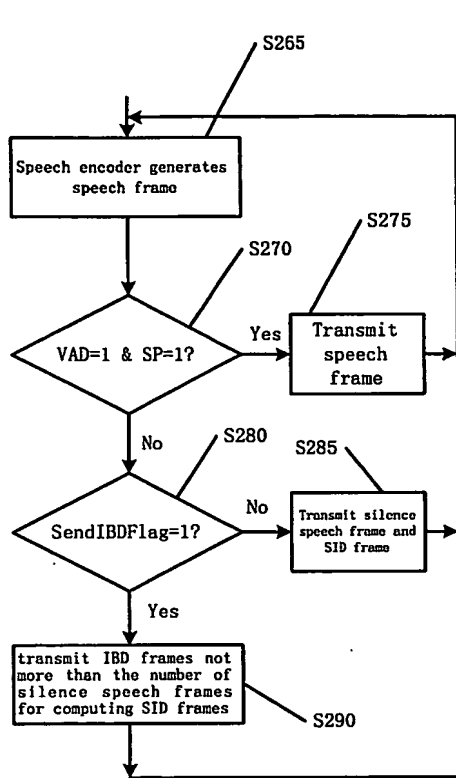 S265
Speech encoder generates
speech frame
S270
S275
VAD=1 & SP=1?
Yes
Transmit
speech
frame
No
S280
S285
SendIBDFlag=1?
No
Transmit silence
speech frame and
SID frame
Yes
transmit IBD frames not
more than the number of
silence speech frames
for computing SID frames
S290